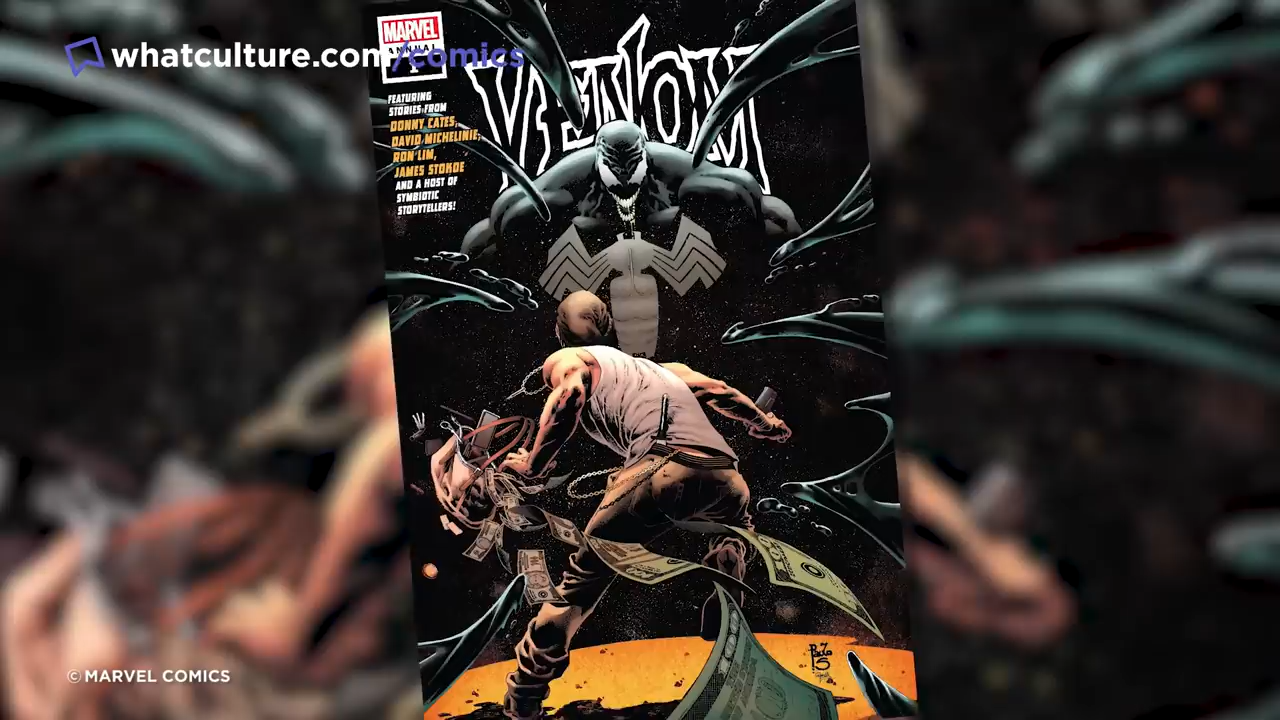 whatculture.com/comics
MARVEL
ANNUAL
1
VENOM
FEATURING
STORIES FROM
DONNY CATES,
DAVID MICHELINIE,
RON LIM,
JAMES STOKOE
AND A HOST OF
SYMBIOTIC
STORYTELLERS!
© MARVEL COMICS